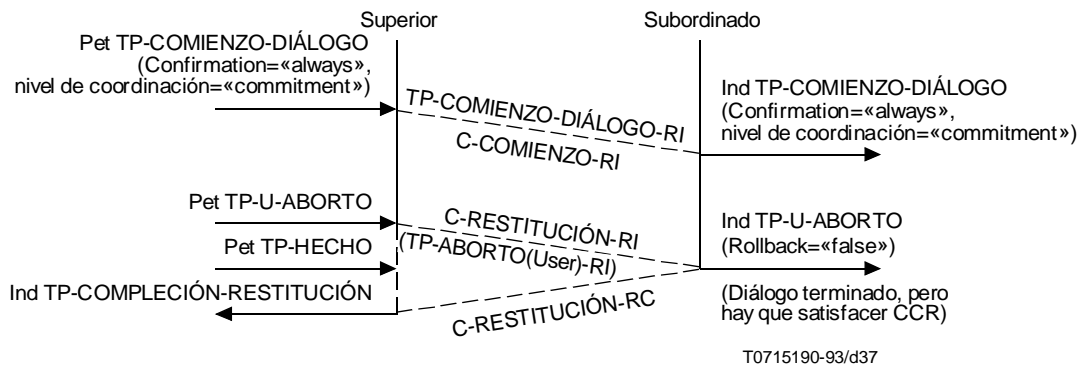 Superior
Subordinado
Pet TP-COMIENZO-DIÁLOGO
(Confirmation=«always»,
nivel de coordinación=«commitment»)
TP-COMIENZO-DIÁLOGO-RI
C-COMIENZO-RI
Ind TP-COMIENZO-DIÁLOGO
(Confirmation=«always»,
nivel de coordinación=«commitment»)
Pet TP-U-ABORTO
C-RESTITUCIÓN-RI
Ind TP-U-ABORTO
(Rollback=«false»)
Pet TP-HECHO
(TP-ABORTO(User)-RI)
Ind TP-COMPLECIÓN-RESTITUCIÓN
C-RESTITUCIÓN-RC
(Diálogo terminado, pero
hay que satisfacer CCR)
T0715190-93/d37